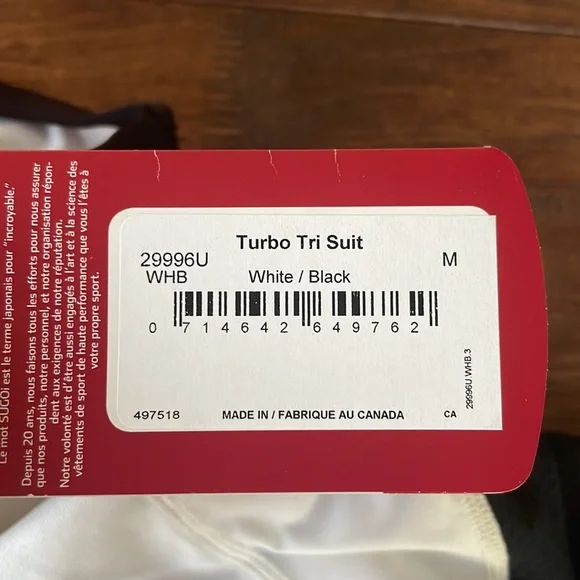 Turbo Tri Suit
29996U M
WHB White / Black
0 714642 649762
497518 MADE IN / FABRIQUE AU CANADA CA
29996U.WHB.3
Le mot SUGOi est le terme japonais pour "incroyable."
Depuis 20 ans, nous faisons tous les efforts pour nous assurer
que nos produits, notre personnel, et notre organisation répon-
dent aux exigences de notre réputation.
Notre volonté est d'être aussi engagés à l'art et à la science des
vêtements de sport de haute performance que vous l'êtes à
votre propre sport.